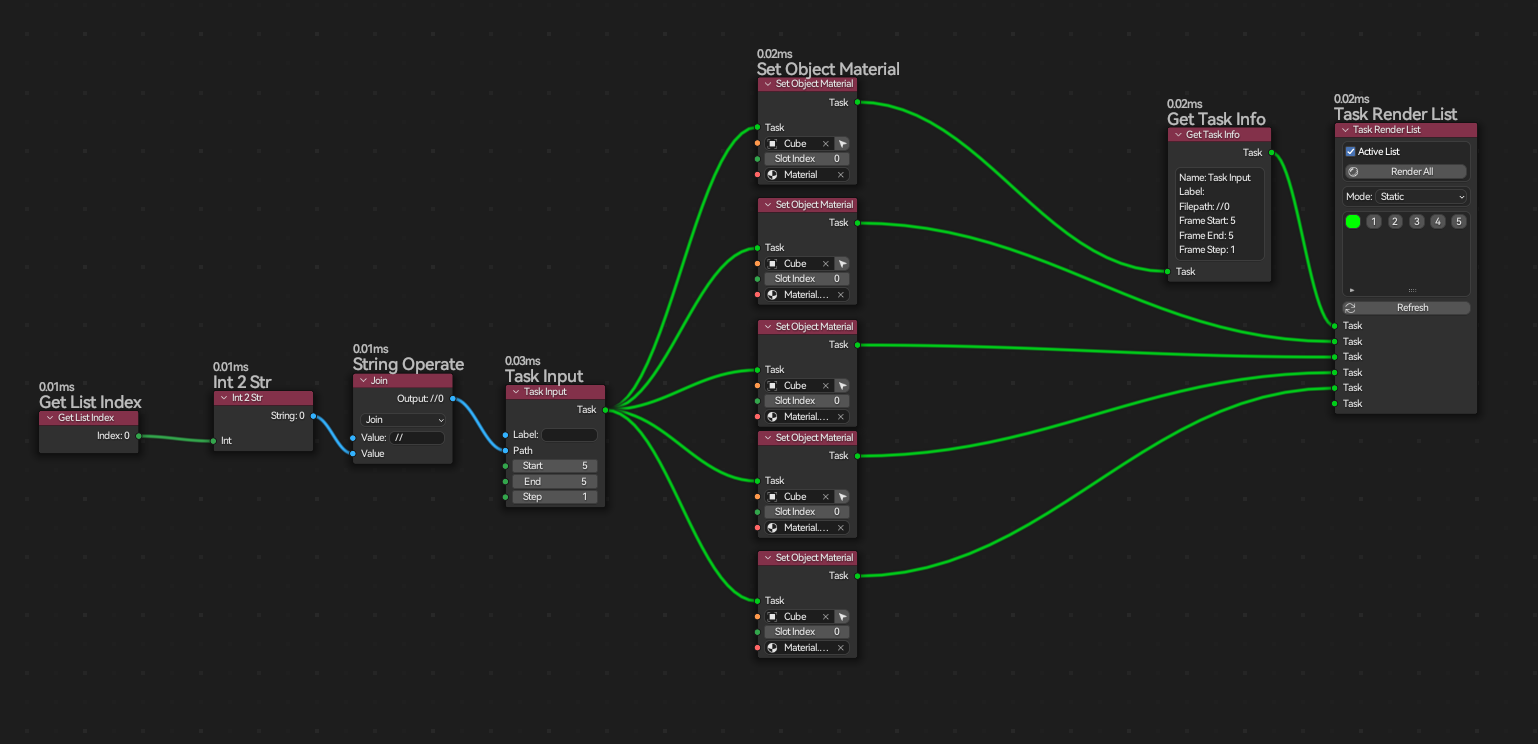 0.01ms
Get List Index
Get List Index
Index: 0
0.01ms
Int 2 Str
Int 2 Str
String: 0
Int
0.01ms
String Operate
Join
Output: //0
Join
Value: //
Value
0.03ms
Task Input
Task Input
Task
Label:
Path
Start 5
End 5
Step 1
0.02ms
Set Object Material
Set Object Material
Task
Task
Cube
Slot Index 0
Material
Set Object Material
Task
Task
Cube
Slot Index 0
Material....
Set Object Material
Task
Task
Cube
Slot Index 0
Material....
Set Object Material
Task
Task
Cube
Slot Index 0
Material....
Set Object Material
Task
Task
Cube
Slot Index 0
Material....
0.02ms
Get Task Info
Get Task Info
Task
Name: Task Input
Label:
Filepath: //0
Frame Start: 5
Frame End: 5
Frame Step: 1
Task
0.02ms
Task Render List
Task Render List
Active List
Render All
Mode: Static
1 2 3 4 5
Refresh
Task
Task
Task
Task
Task
Task